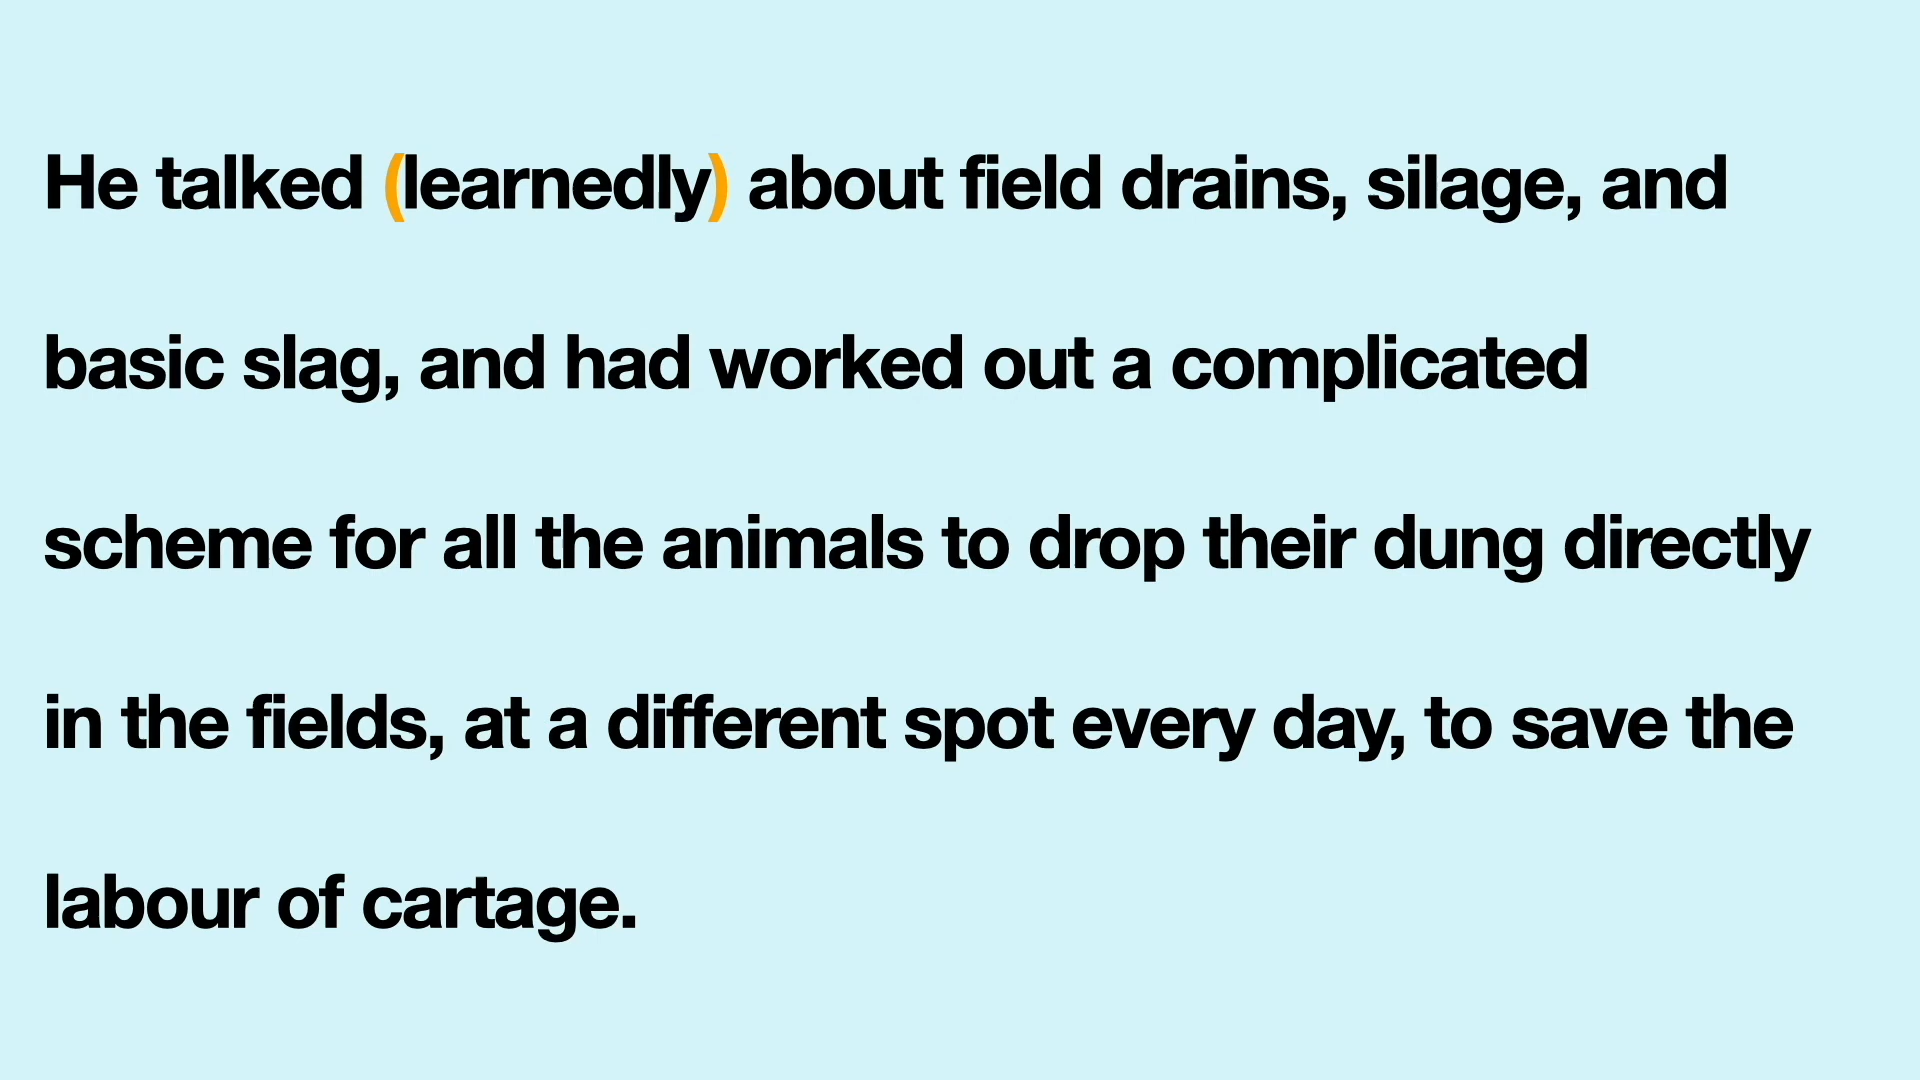 He talked (learnedly) about field drains, silage, and
basic slag, and had worked out a complicated
scheme for all the animals to drop their dung directly
in the fields, at a different spot every day, to save the
labour of cartage.